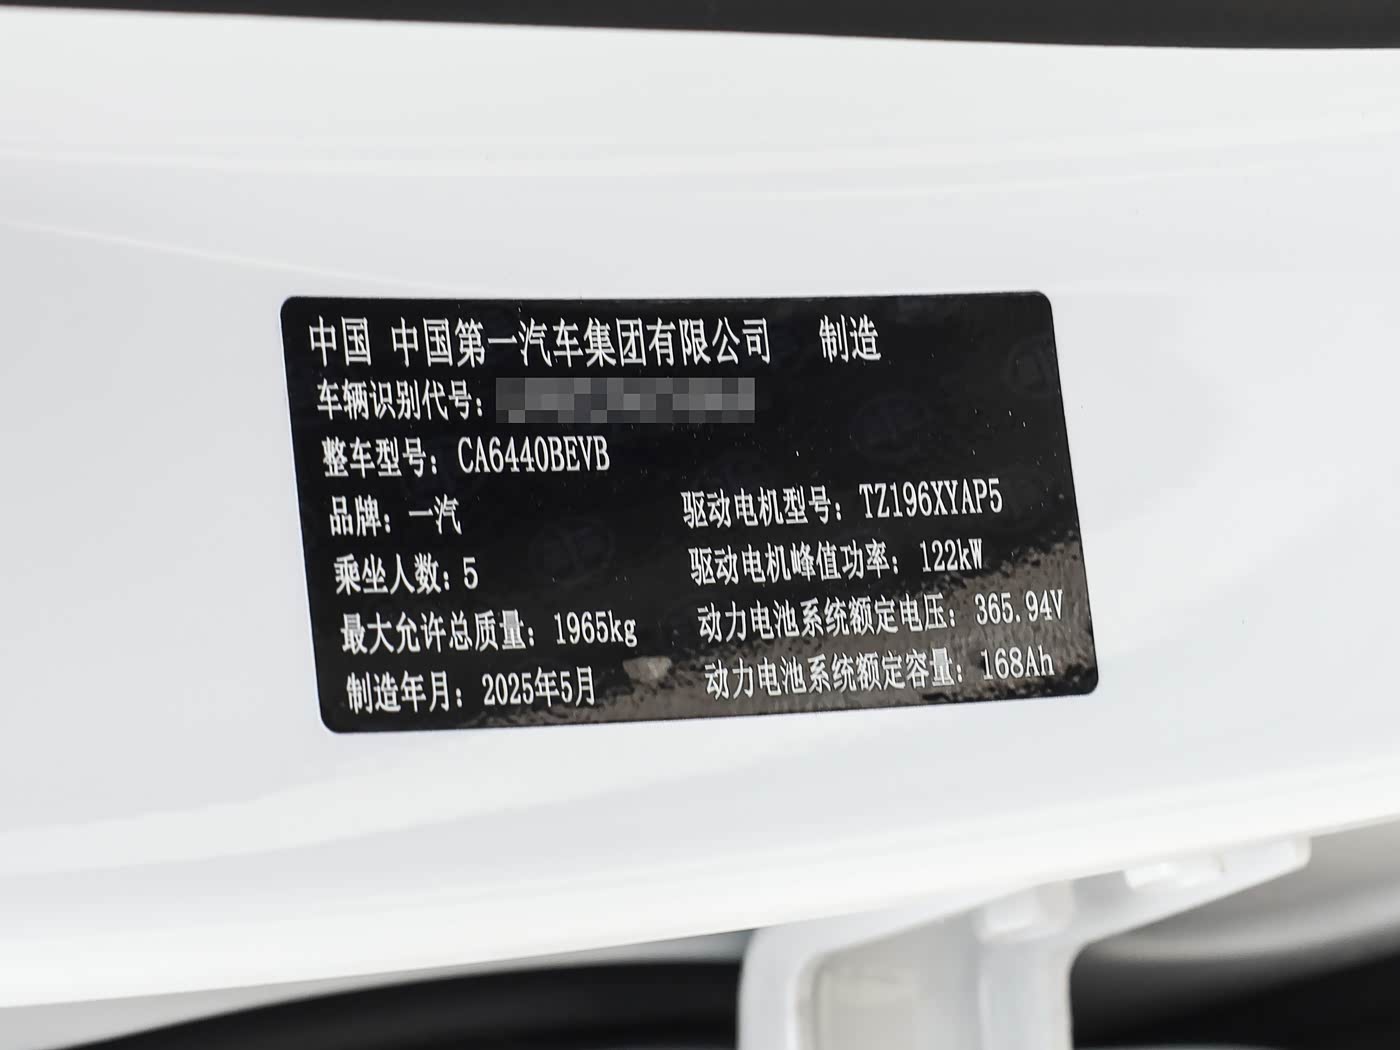 中国 中国第一汽车集团有限公司 制造
车辆识别代号:
整车型号: CA6440BEVB
品牌: 一汽 驱动电机型号: TZ196XYAP5
乘坐人数: 5 驱动电机峰值功率: 122kW
最大允许总质量: 1965kg 动力电池系统额定电压: 365.94V
制造年月: 2025年5月 动力电池系统额定容量: 168Ah